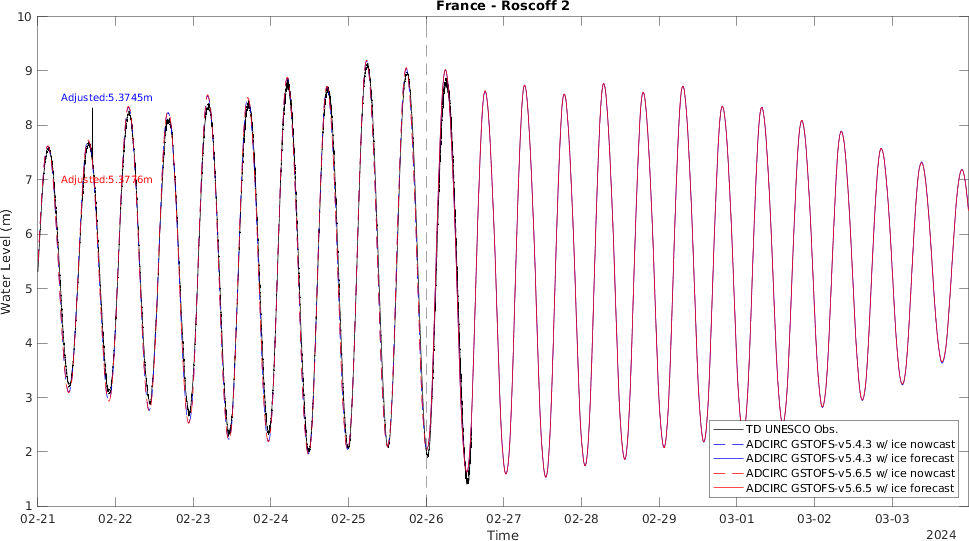 France - Roscoff 2
10
9
8
7
6
5
4
3
2
1
Water Level (m)
Adjusted:5.3745m
Adjusted:5.3776m
TD UNESCO Obs.
ADCIRC GSTOFS-v5.4.3 w/ ice nowcast
ADCIRC GSTOFS-v5.4.3 w/ ice forecast
ADCIRC GSTOFS-v5.6.5 w/ ice nowcast
ADCIRC GSTOFS-v5.6.5 w/ ice forecast
02-21 02-22 02-23 02-24 02-25 02-26 02-27 02-28 02-29 03-01 03-02 03-03
Time
2024